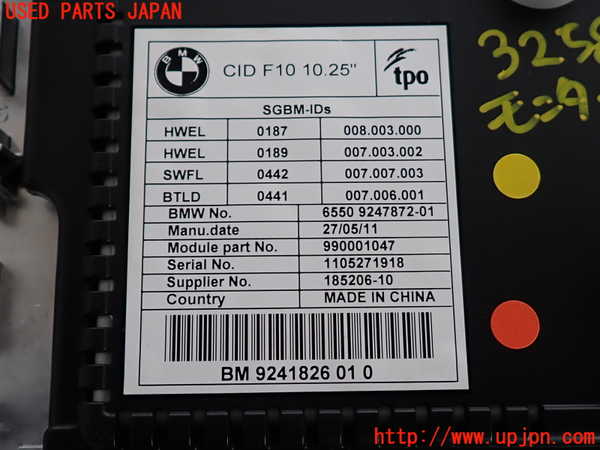 USED PARTS JAPAN
BMW
CID F10 10.25"
tpo
SGBM-IDs
HWEL 0187 008.003.000
HWEL 0189 007.003.002
SWFL 0442 007.007.003
BTLD 0441 007.006.001
BMW No. 6550 9247872-01
Manu.date 27/05/11
Module part No. 990001047
Serial No. 1105271918
Supplier No. 185206-10
Country MADE IN CHINA
BM 9241826 01 0
325
モニター
http://www.upjpn.com